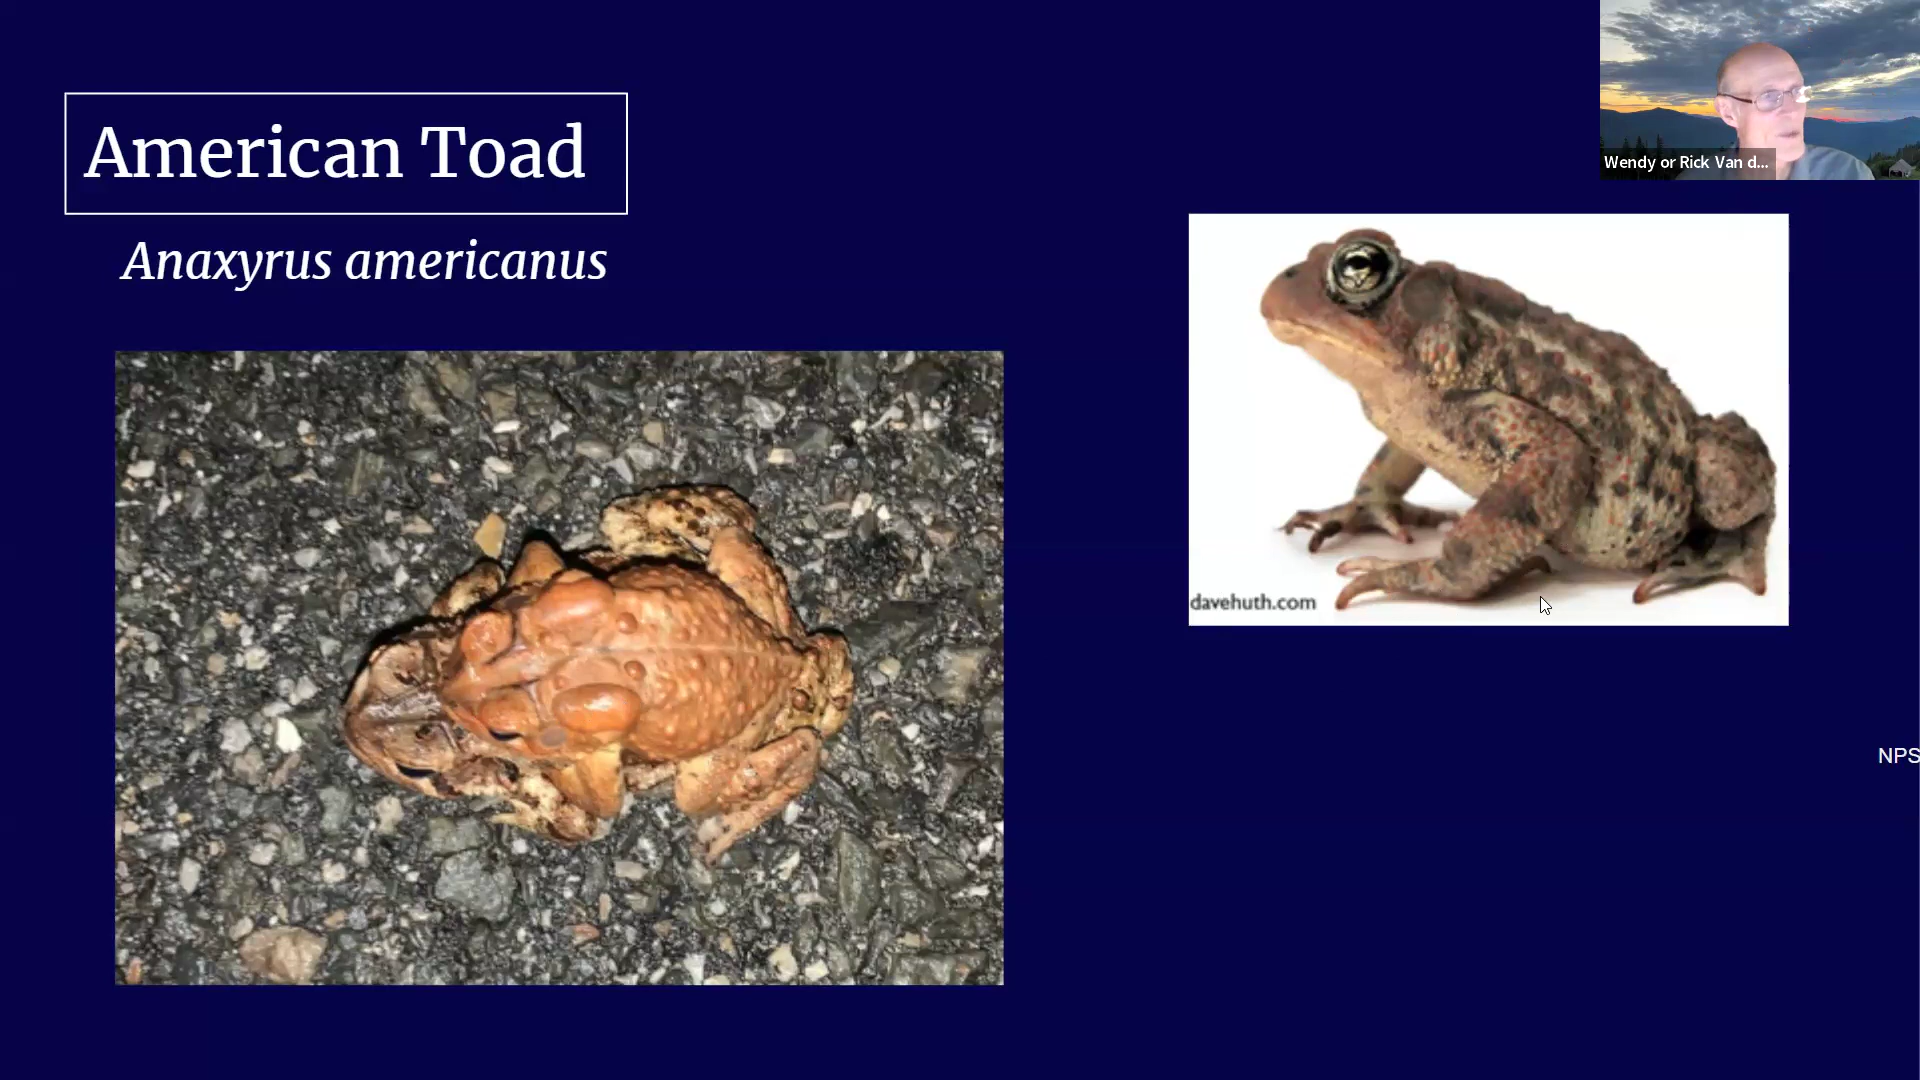 American Toad
Anaxyrus americanus
Wendy or Rick Van d...
davehuth.com
NPS